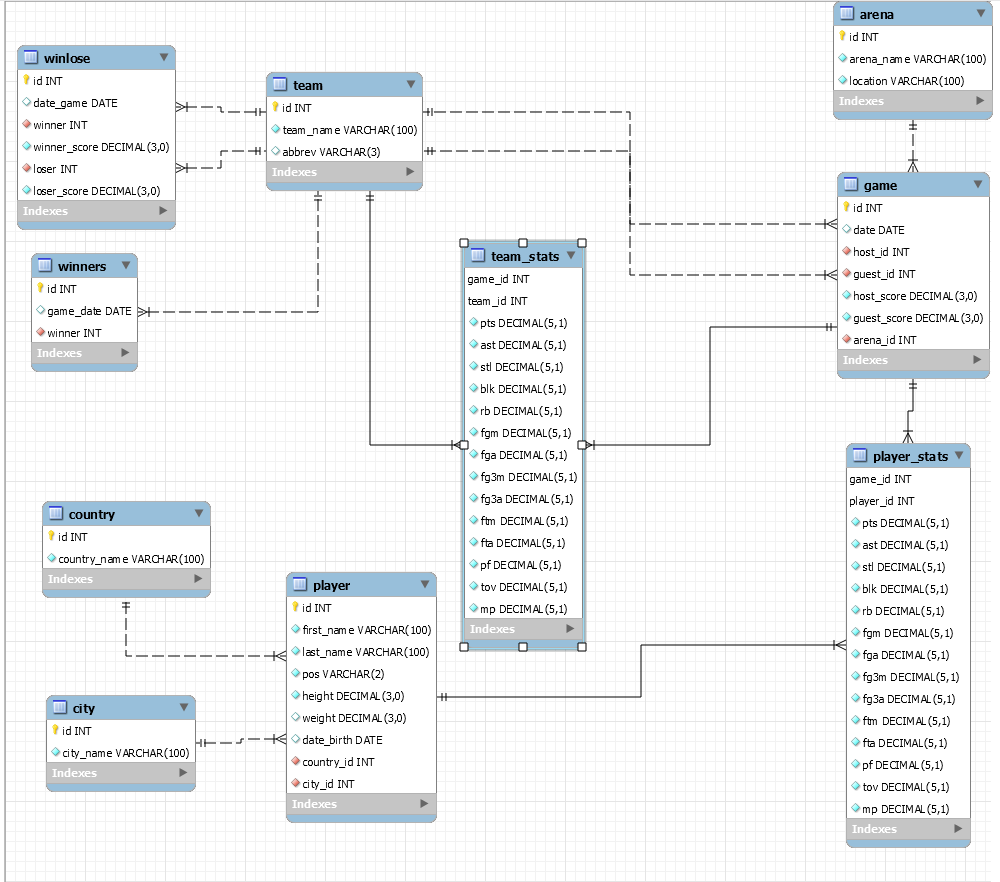 winlose
id INT
date_game DATE
winner INT
winner_score DECIMAL(3,0)
loser INT
loser_score DECIMAL(3,0)
Indexes
team
id INT
team_name VARCHAR(100)
abbrev VARCHAR(3)
Indexes
arena
id INT
arena_name VARCHAR(100)
location VARCHAR(100)
Indexes
winners
id INT
game_date DATE
winner INT
Indexes
team_stats
game_id INT
team_id INT
pts DECIMAL(5,1)
ast DECIMAL(5,1)
stl DECIMAL(5,1)
blk DECIMAL(5,1)
rb DECIMAL(5,1)
fgm DECIMAL(5,1)
fga DECIMAL(5,1)
fg3m DECIMAL(5,1)
fg3a DECIMAL(5,1)
ftm DECIMAL(5,1)
fta DECIMAL(5,1)
pf DECIMAL(5,1)
tov DECIMAL(5,1)
mp DECIMAL(5,1)
Indexes
game
id INT
date DATE
host_id INT
guest_id INT
host_score DECIMAL(3,0)
guest_score DECIMAL(3,0)
arena_id INT
Indexes
country
id INT
country_name VARCHAR(100)
Indexes
city
id INT
city_name VARCHAR(100)
Indexes
player
id INT
first_name VARCHAR(100)
last_name VARCHAR(100)
pos VARCHAR(2)
height DECIMAL(3,0)
weight DECIMAL(3,0)
date_birth DATE
country_id INT
city_id INT
Indexes
player_stats
game_id INT
player_id INT
pts DECIMAL(5,1)
ast DECIMAL(5,1)
stl DECIMAL(5,1)
blk DECIMAL(5,1)
rb DECIMAL(5,1)
fgm DECIMAL(5,1)
fga DECIMAL(5,1)
fg3m DECIMAL(5,1)
fg3a DECIMAL(5,1)
ftm DECIMAL(5,1)
fta DECIMAL(5,1)
pf DECIMAL(5,1)
tov DECIMAL(5,1)
mp DECIMAL(5,1)
Indexes